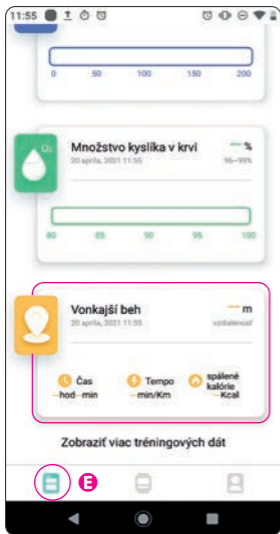 11:55
0 50 100 150 200
O₂
Množstvo kyslíka v krvi
%
20 apríla, 2021 11:55
96~99%
80 85 90 95 100
Vonkajší beh
m
20 apríla, 2021 11:55
vzdialenosť
Čas
--hod--min
Tempo
--min/Km
spálené
kalórie
--Kcal
Zobraziť viac tréningových dát
E